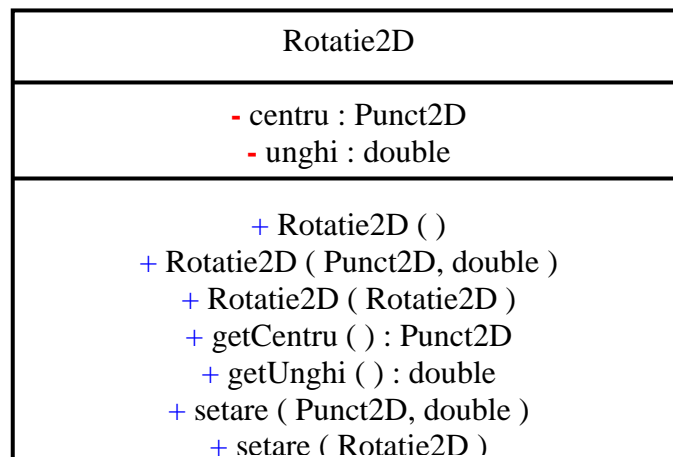 Rotatie2D
- centru : Punct2D
- unghi : double
+ Rotatie2D ( )
+ Rotatie2D ( Punct2D, double )
+ Rotatie2D ( Rotatie2D )
+ getCentru ( ) : Punct2D
+ getUnghi ( ) : double
+ setare ( Punct2D, double )
+ setare ( Rotatie2D )